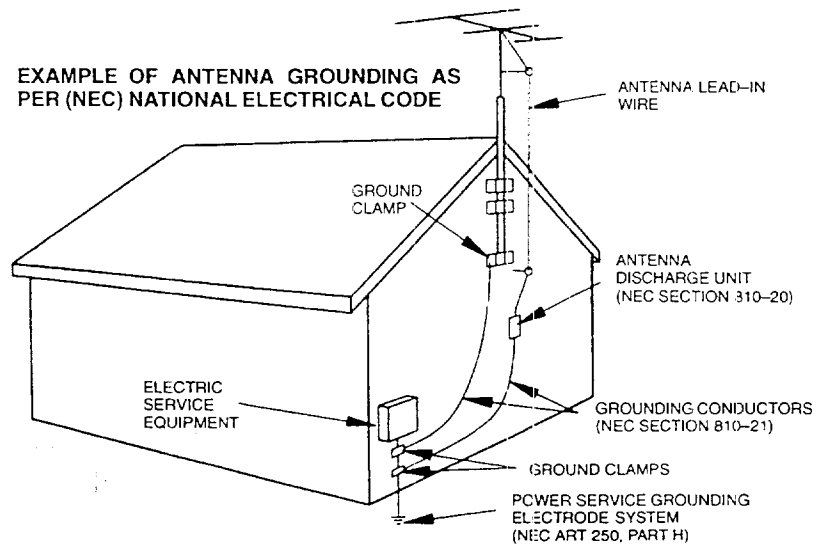 EXAMPLE OF ANTENNA GROUNDING AS
PER (NEC) NATIONAL ELECTRICAL CODE
ANTENNA LEAD–IN
WIRE
GROUND
CLAMP
ANTENNA
DISCHARGE UNIT
(NEC SECTION 810–20)
ELECTRIC
SERVICE
EQUIPMENT
GROUNDING CONDUCTORS
(NEC SECTION 810–21)
GROUND CLAMPS
POWER SERVICE GROUNDING
ELECTRODE SYSTEM
(NEC ART 250, PART H)